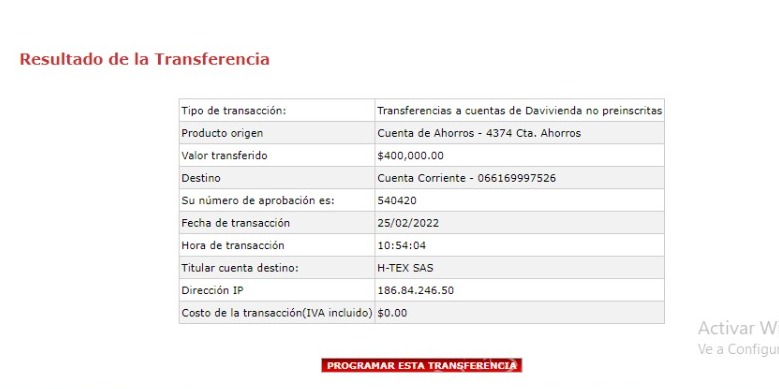 Resultado de la Transferencia
Tipo de transacción: Transferencias a cuentas de Davivienda no preinscritas
Producto origen Cuenta de Ahorros - 4374 Cta. Ahorros
Valor transferido $400,000.00
Destino Cuenta Corriente - 066169997526
Su número de aprobación es: 540420
Fecha de transacción 25/02/2022
Hora de transacción 10:54:04
Titular cuenta destino: H-TEX SAS
Dirección IP 186.84.246.50
Costo de la transacción(IVA incluido) $0.00
Activar Wi
Ve a Configu
PROGRAMAR ESTA TRANSFERENCIA